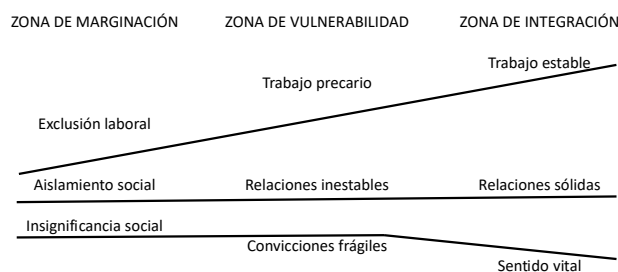 ZONA DE MARGINACIÓN
ZONA DE VULNERABILIDAD
ZONA DE INTEGRACIÓN
Trabajo estable
Trabajo precario
Exclusión laboral
Aislamiento social
Relaciones inestables
Relaciones sólidas
Insignificancia social
Convicciones frágiles
Sentido vital